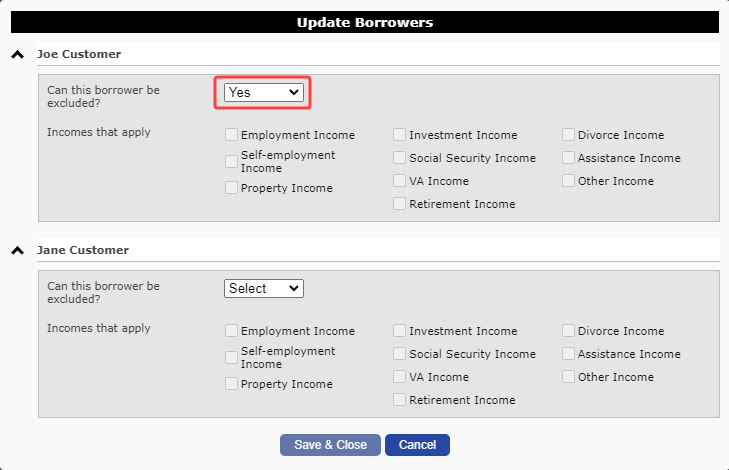 Update Borrowers
Joe Customer
Can this borrower be
excluded?
Yes
Incomes that apply
Employment Income
Investment Income
Divorce Income
Self-employment
Income
Social Security Income
Assistance Income
Property Income
VA Income
Other Income
Retirement Income
Jane Customer
Can this borrower be
excluded?
Select
Incomes that apply
Employment Income
Investment Income
Divorce Income
Self-employment
Income
Social Security Income
Assistance Income
Property Income
VA Income
Other Income
Retirement Income
Save & Close
Cancel